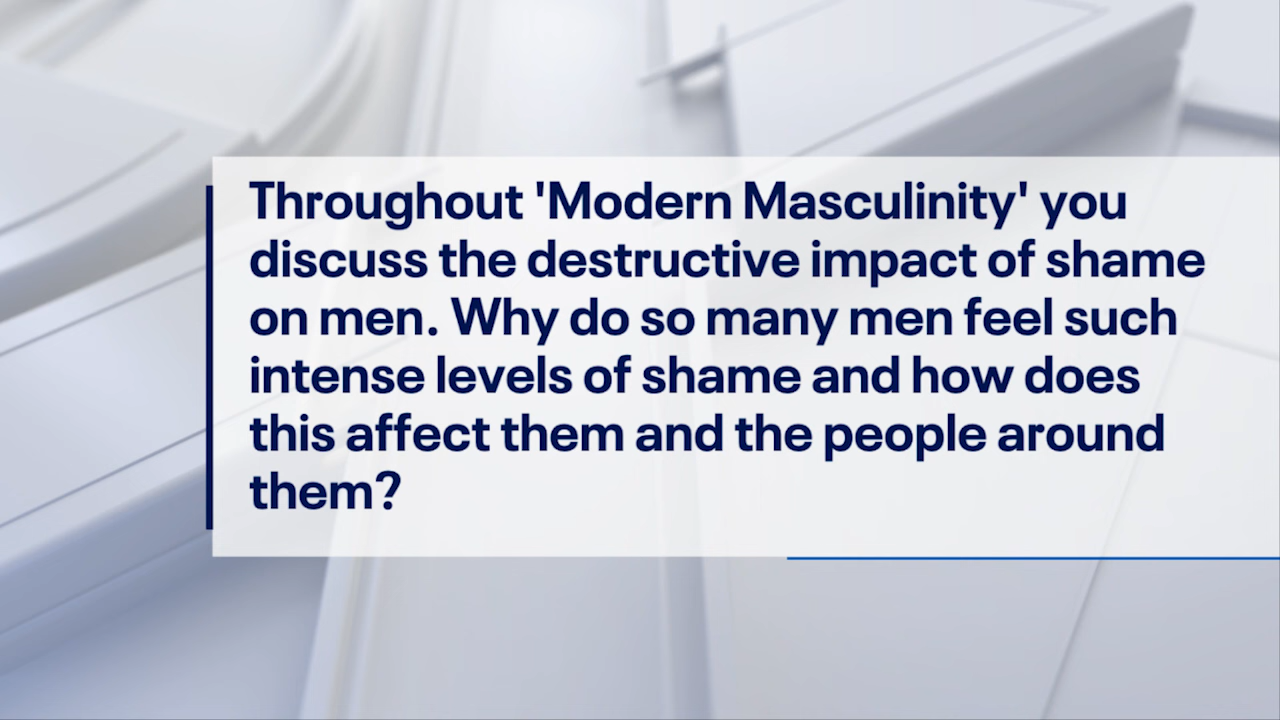 Throughout 'Modern Masculinity' you
discuss the destructive impact of shame
on men. Why do so many men feel such
intense levels of shame and how does
this affect them and the people around
them?